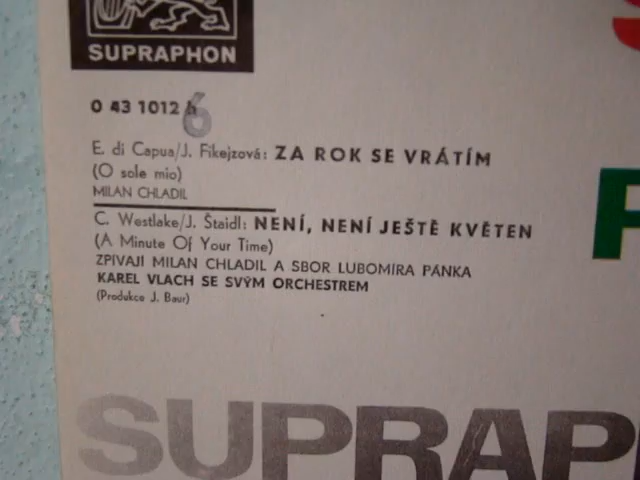 SUPRAPHON
0 43 1012 h
6
E. di Capua/J. Fikejzová: ZA ROK SE VRÁTÍM
(O sole mio)
MILAN CHLADIL
C. Westlake/J. Štaidl: NENÍ, NENÍ JEŠTĚ KVĚTEN
(A Minute Of Your Time)
ZPÍVAJÍ MILAN CHLADIL A SBOR LUBOMÍRA PÁNKA
KAREL VLACH SE SVÝM ORCHESTREM
(Produkce J. Baur)
SUPRAP